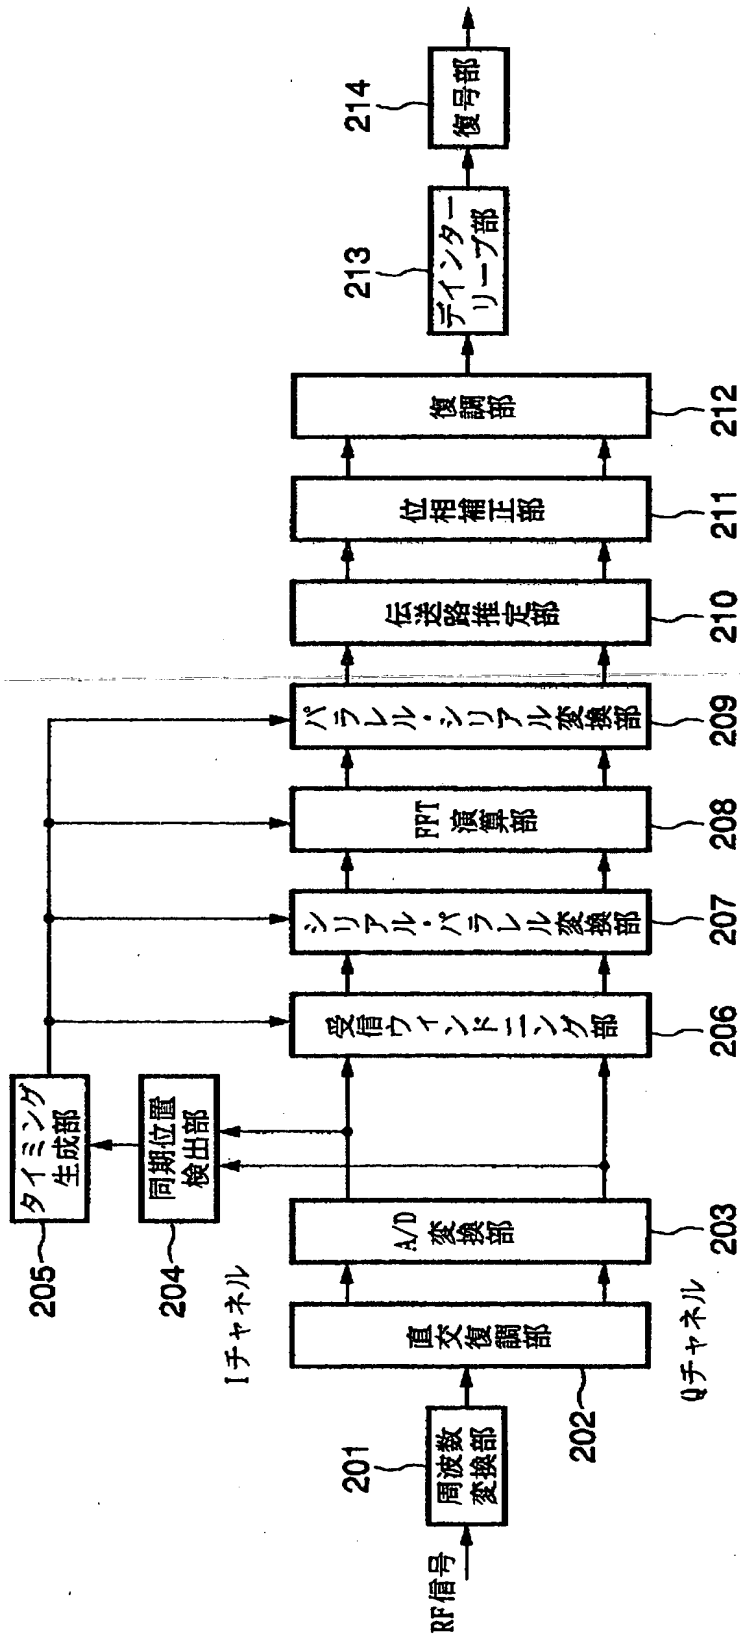 RF信号
周波数
変換部
201
直交復調部
202
Iチャネル
Qチャネル
A/D
変換部
203
同期位置
検出部
204
タイミング
生成部
205
受信ウインドニング部
206
シリアル・パラレル変換部
207
FFT
演算部
208
パラレル・シリアル変換部
209
伝送路推定部
210
位相補正部
211
復調部
212
デインター
リーブ部
213
復号部
214